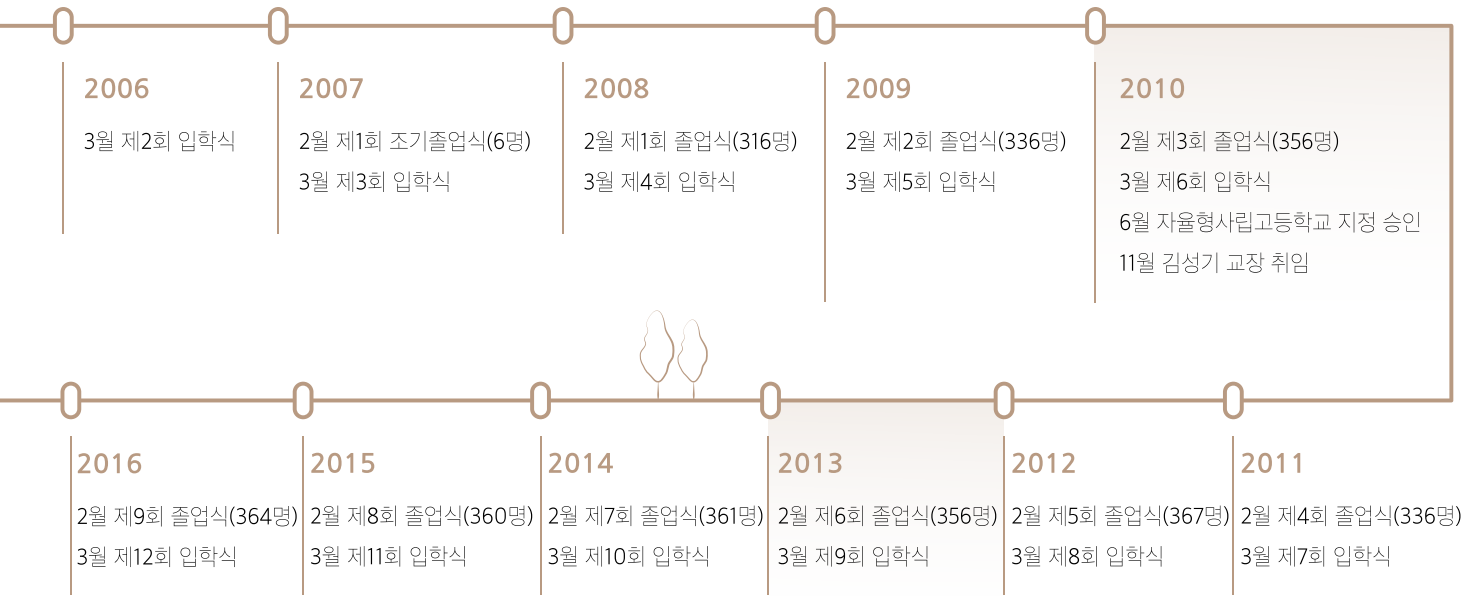 2006
3월 제2회 입학식
2007
2월 제1회 조기졸업식(6명)
3월 제3회 입학식
2008
2월 제1회 졸업식(316명)
3월 제4회 입학식
2009
2월 제2회 졸업식(336명)
3월 제5회 입학식
2010
2월 제3회 졸업식(356명)
3월 제6회 입학식
6월 자율형사립고등학교 지정 승인
11월 김성기 교장 취임
2016
2월 제9회 졸업식(364명)
3월 제12회 입학식
2015
2월 제8회 졸업식(360명)
3월 제11회 입학식
2014
2월 제7회 졸업식(361명)
3월 제10회 입학식
2013
2월 제6회 졸업식(356명)
3월 제9회 입학식
2012
2월 제5회 졸업식(367명)
3월 제8회 입학식
2011
2월 제4회 졸업식(336명)
3월 제7회 입학식